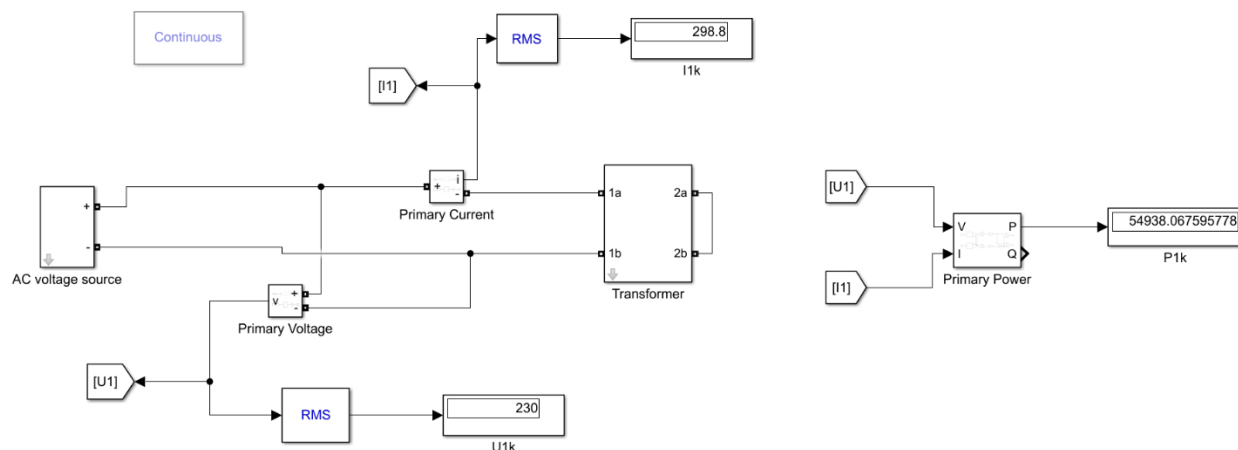 Continuous
RMS
298.8
I1k
[I1]
+
i
-
Primary Current
1a
2a
1b
2b
Transformer
+
-
AC voltage source
v
+
-
Primary Voltage
[U1]
RMS
230
U1k
[U1]
[I1]
V
P
I
Q
Primary Power
54938.067595778
P1k